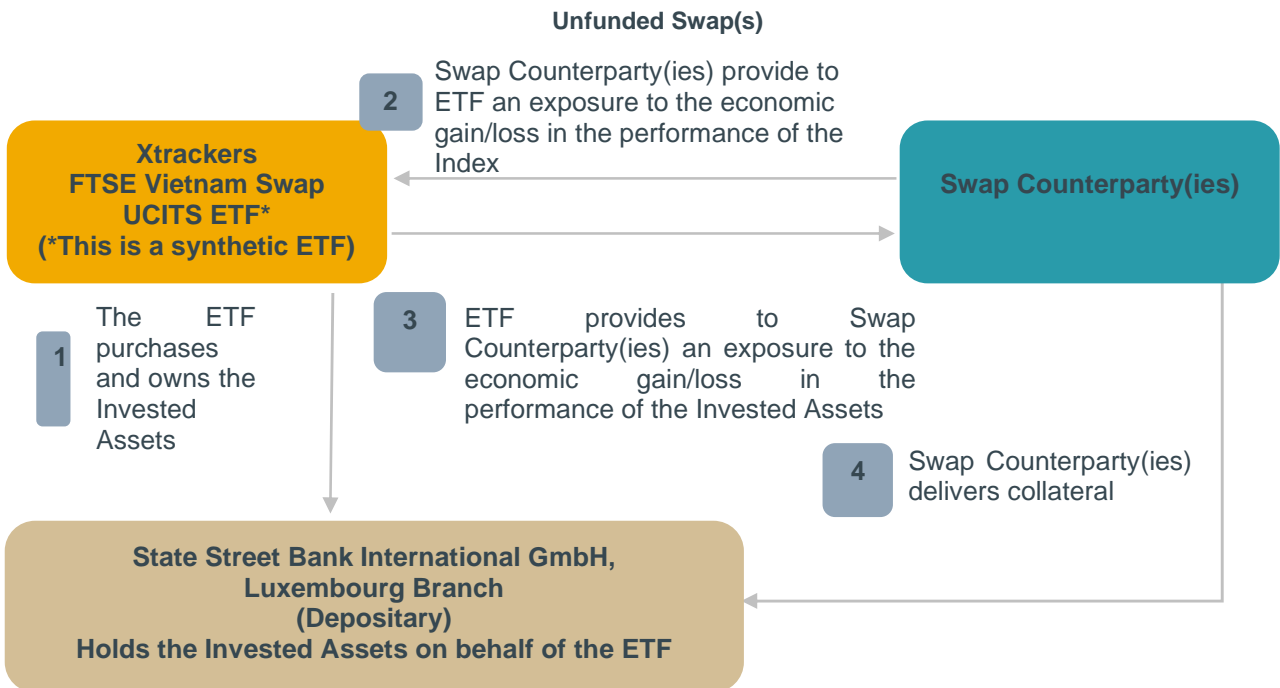 Unfunded Swap(s)
2
Swap Counterparty(ies) provide to
ETF an exposure to the economic
gain/loss in the performance of the
Index
Xtrackers
FTSE Vietnam Swap
UCITS ETF*
(*This is a synthetic ETF)
Swap Counterparty(ies)
1
The ETF
purchases
and owns the
Invested
Assets
3
ETF provides to Swap
Counterparty(ies) an exposure to the
economic gain/loss in the
performance of the Invested Assets
4
Swap Counterparty(ies)
delivers collateral
State Street Bank International GmbH,
Luxembourg Branch
(Depositary)
Holds the Invested Assets on behalf of the ETF